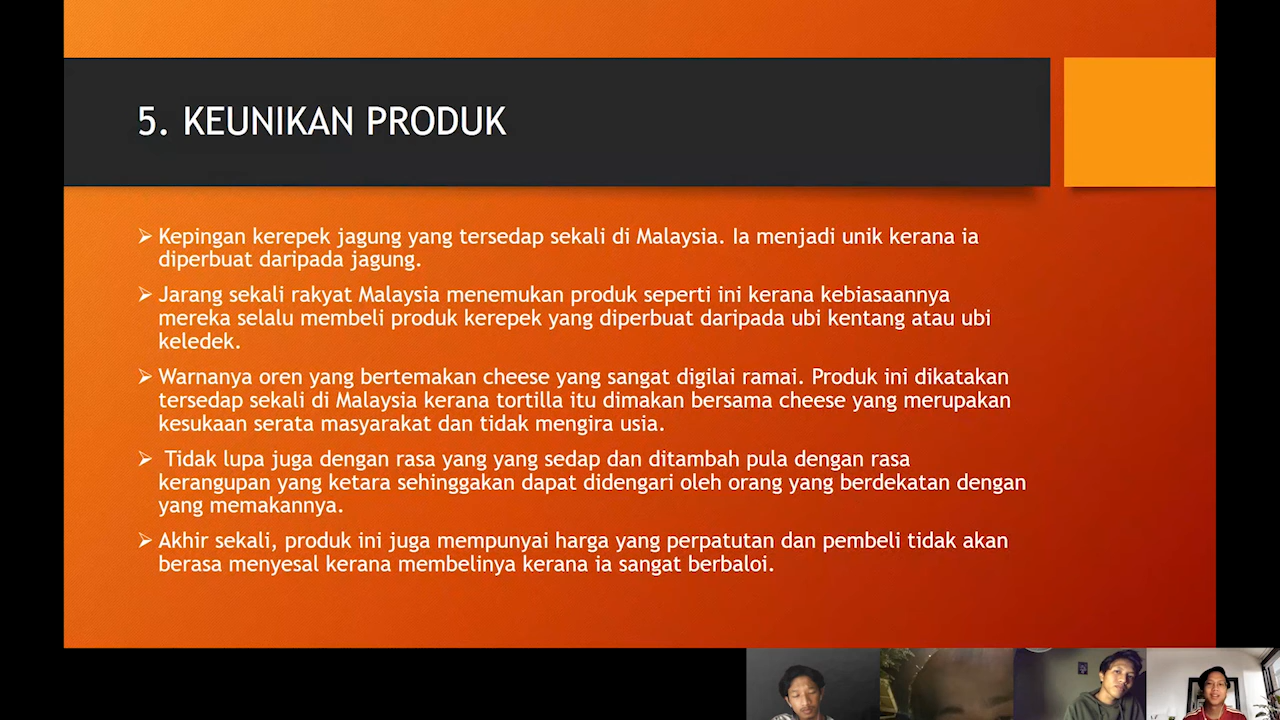 5. KEUNIKAN PRODUK
Kepingan kerepek jagung yang tersedap sekali di Malaysia. Ia menjadi unik kerana ia
diperbuat daripada jagung.
Jarang sekali rakyat Malaysia menemukan produk seperti ini kerana kebiasaannya
mereka selalu membeli produk kerepek yang diperbuat daripada ubi kentang atau ubi
keledek.
Warnanya oren yang bertemakan cheese yang sangat digilai ramai. Produk ini dikatakan
tersedap sekali di Malaysia kerana tortilla itu dimakan bersama cheese yang merupakan
kesukaan serata masyarakat dan tidak mengira usia.
Tidak lupa juga dengan rasa yang yang sedap dan ditambah pula dengan rasa
kerangupan yang ketara sehinggakan dapat didengari oleh orang yang berdekatan dengan
yang memakannya.
Akhir sekali, produk ini juga mempunyai harga yang perpatutan dan pembeli tidak akan
berasa menyesal kerana membelinya kerana ia sangat berbaloi.